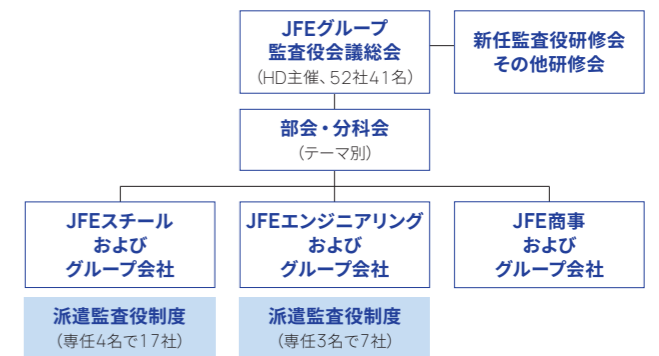 JFEグループ
監査役会議総会
（HD主催、52社41名）
新任監査役研修会
その他研修会
部会・分科会
（テーマ別）
JFEスチール
および
グループ会社
JFEエンジニアリング
および
グループ会社
JFE商事
および
グループ会社
派遣監査役制度
（専任4名で17社）
派遣監査役制度
（専任3名で7社）